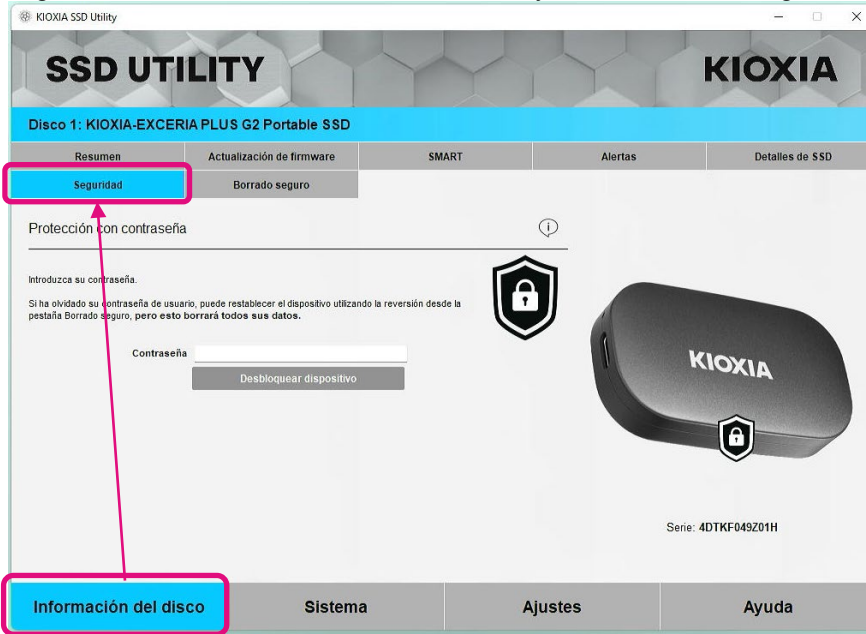 KIOXIA SSD Utility
SSD UTILITY
KIOXIA
Disco 1: KIOXIA-EXCERIA PLUS G2 Portable SSD
Resumen
Actualización de firmware
SMART
Alertas
Detalles de SSD
Seguridad
Borrado seguro
Protección con contraseña
Introduzca su contraseña.
Si ha olvidado su contraseña de usuario, puede restablecer el dispositivo utilizando la reversión desde la
pestaña Borrado seguro, pero esto borrará todos sus datos.
Contraseña
Desbloquear dispositivo
KIOXIA
Serie: 4DTKF049Z01H
Información del disco
Sistema
Ajustes
Ayuda